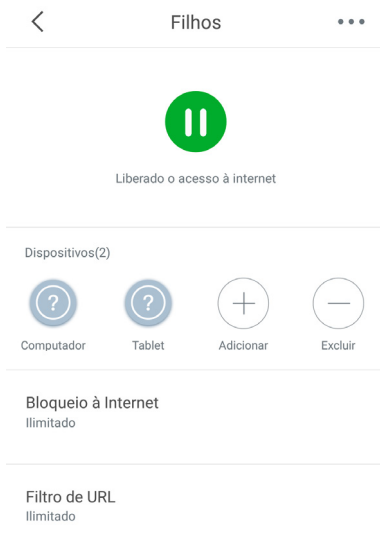 Filhos
Liberado o acesso à internet
Dispositivos(2)
? ?
Computador Tablet Adicionar Excluir
Bloqueio à Internet
Ilimitado
Filtro de URL
Ilimitado